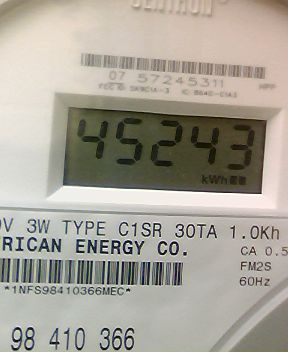 CENTRON
07 57245311
45243
kWh
V 3W TYPE C1SR 30TA 1.0Kh
RICAN ENERGY CO.
CA 0.5
FM2S
60Hz
*1NFS98410366MEC*
98 410 366